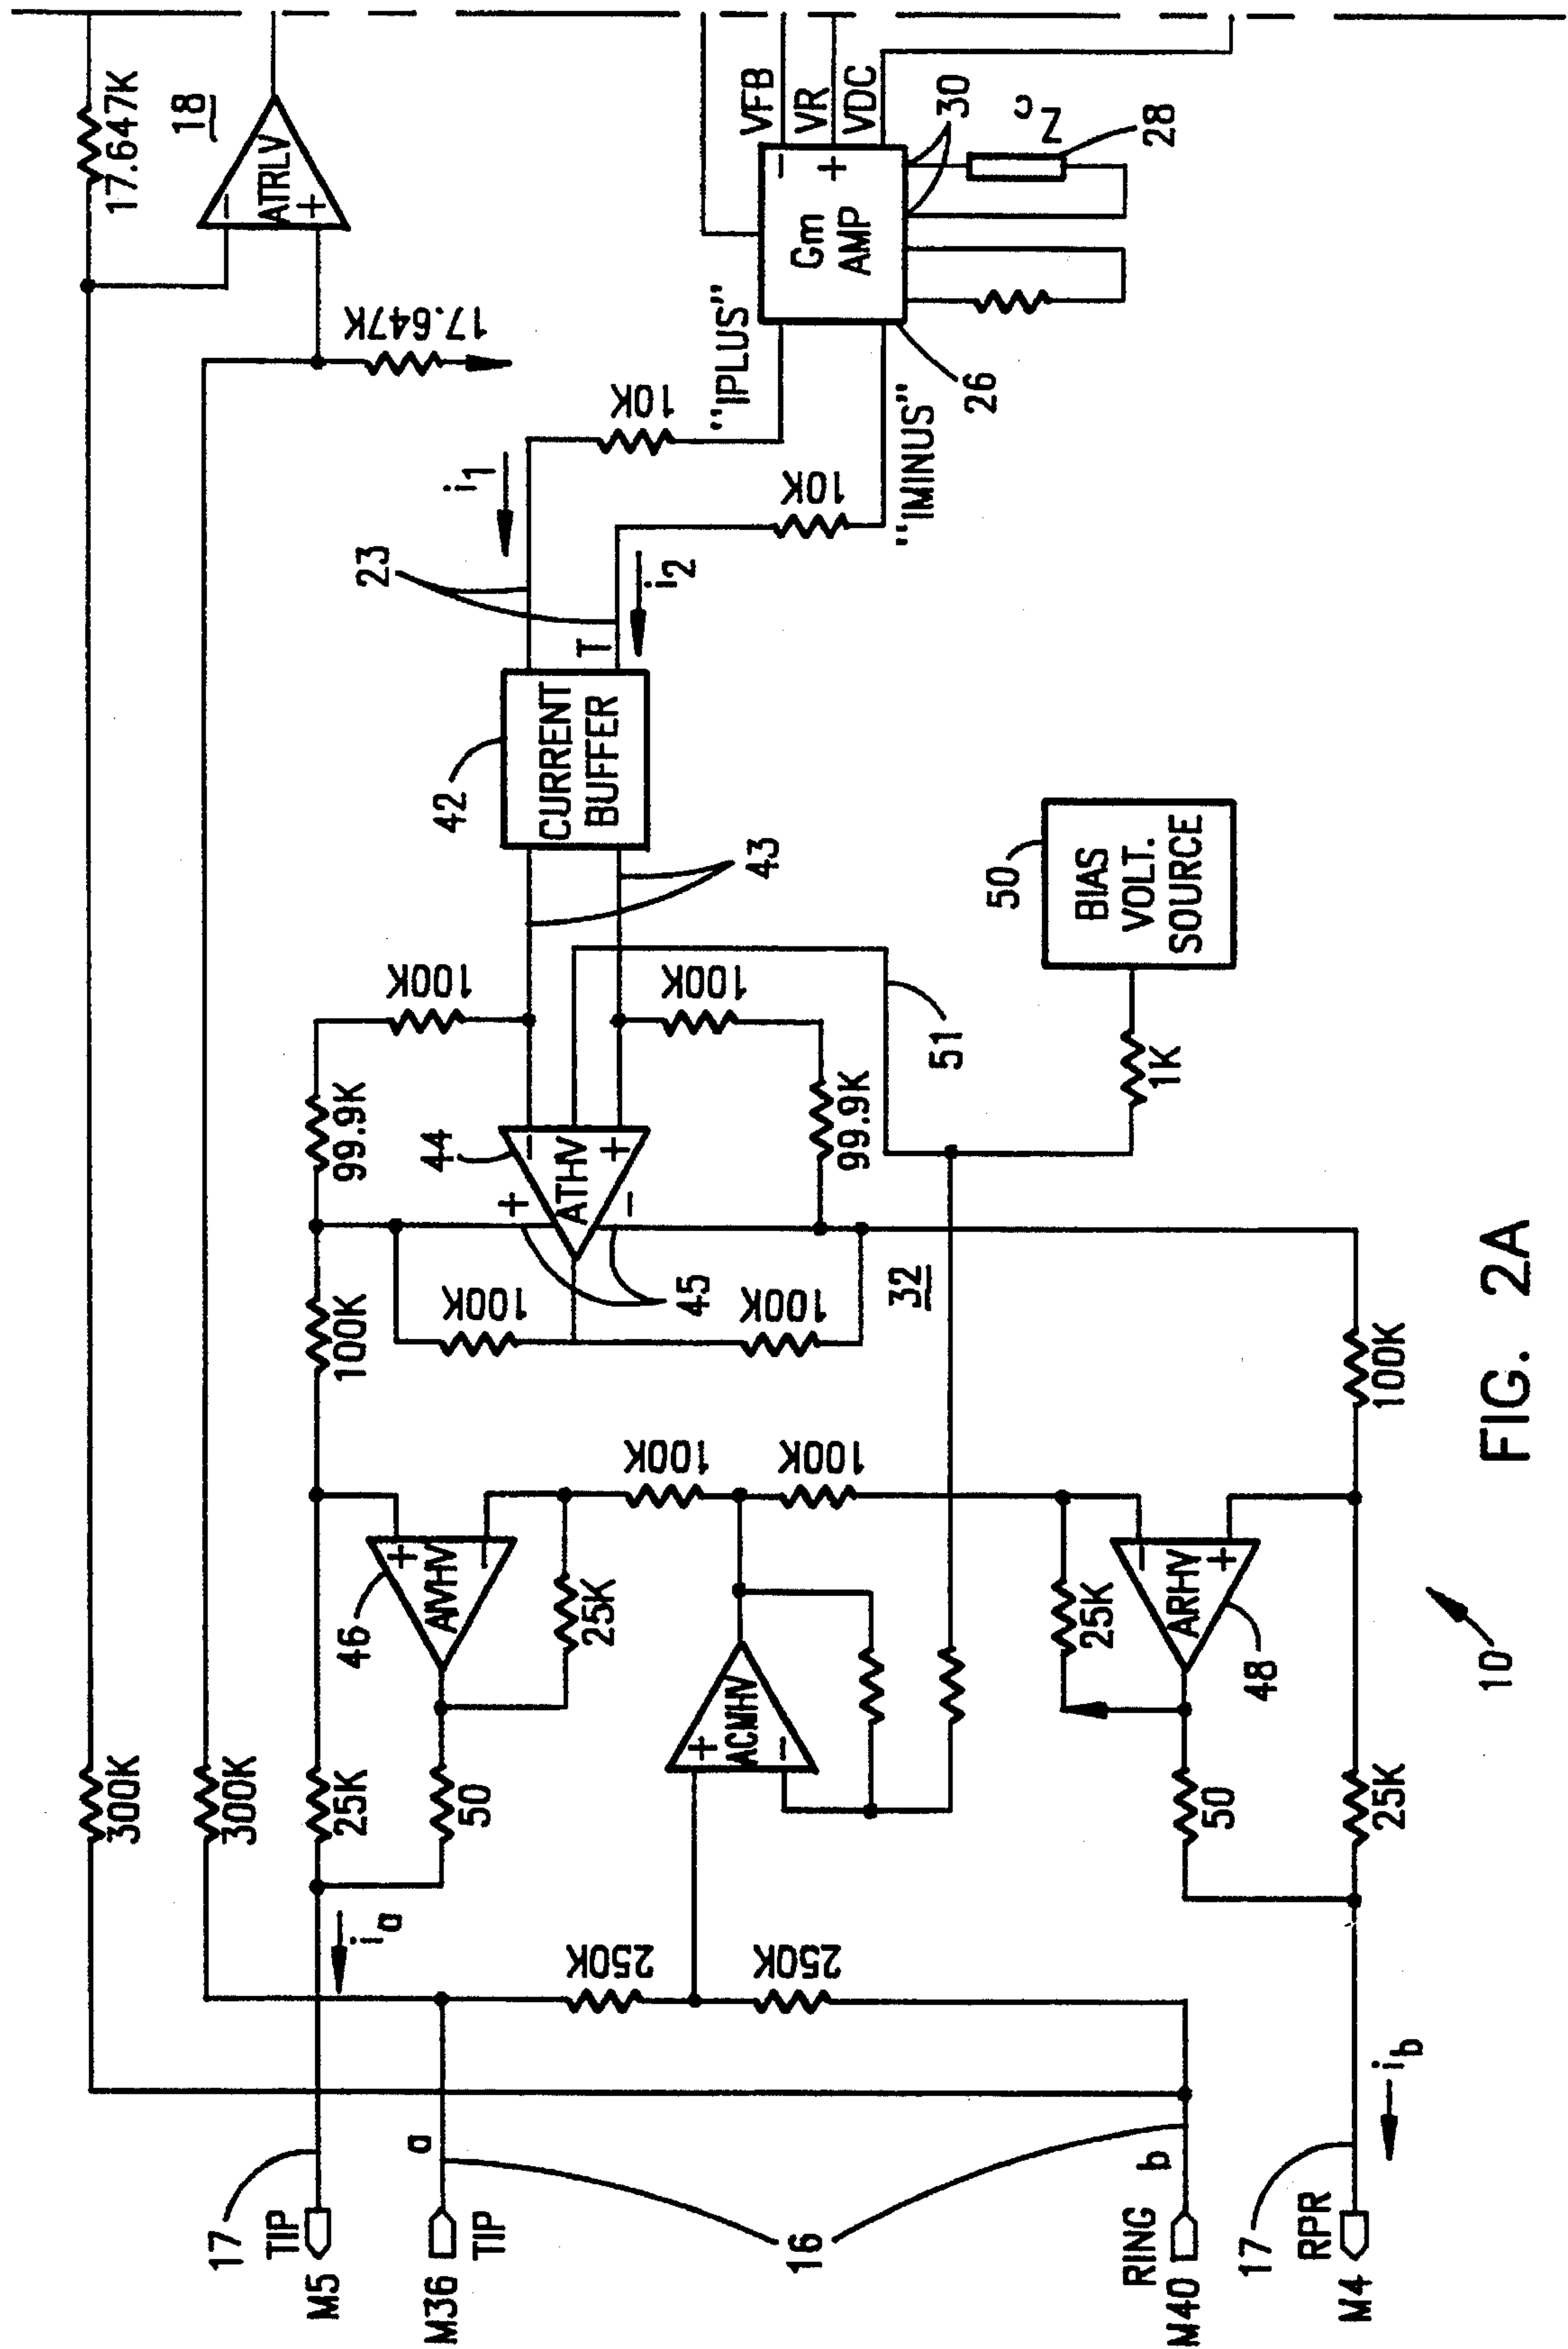 17.647K
18
ATRLV
−
+
17.647K
VFB
VR
VDC
−
+
Gm
AMP
30
Zc
28
26
"IPLUS"
"IMINUS"
10K
10K
i1
i2
23
T
CURRENT
BUFFER
42
43
50
BIAS
VOLT.
SOURCE
1K
51
100K
100K
99.9K
99.9K
44
ATHV
−
+
+
−
45
100K
100K
100K
32
100K
100K
100K
46
AMHV
+
−
25K
ACMHV
+
−
ARHV
−
+
48
25K
10
300K
300K
25K
50
50
25K
ia
250K
250K
ib
17
TIP
M5
a
M36
TIP
16
b
RING
M40
17
RPR
M4
FIG. 2A